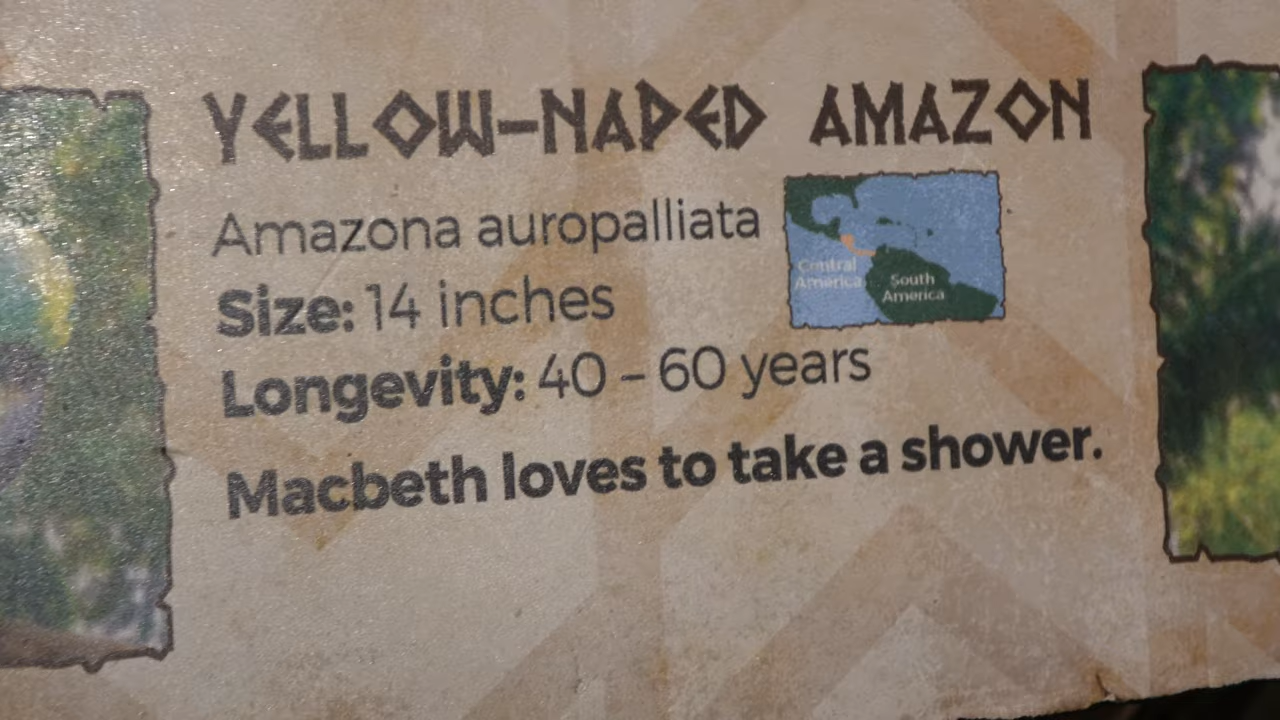 YELLOW-NAPED AMAZON
Amazona auropalliata
Size: 14 inches
Longevity: 40 – 60 years
Macbeth loves to take a shower.
Central
America
South
America